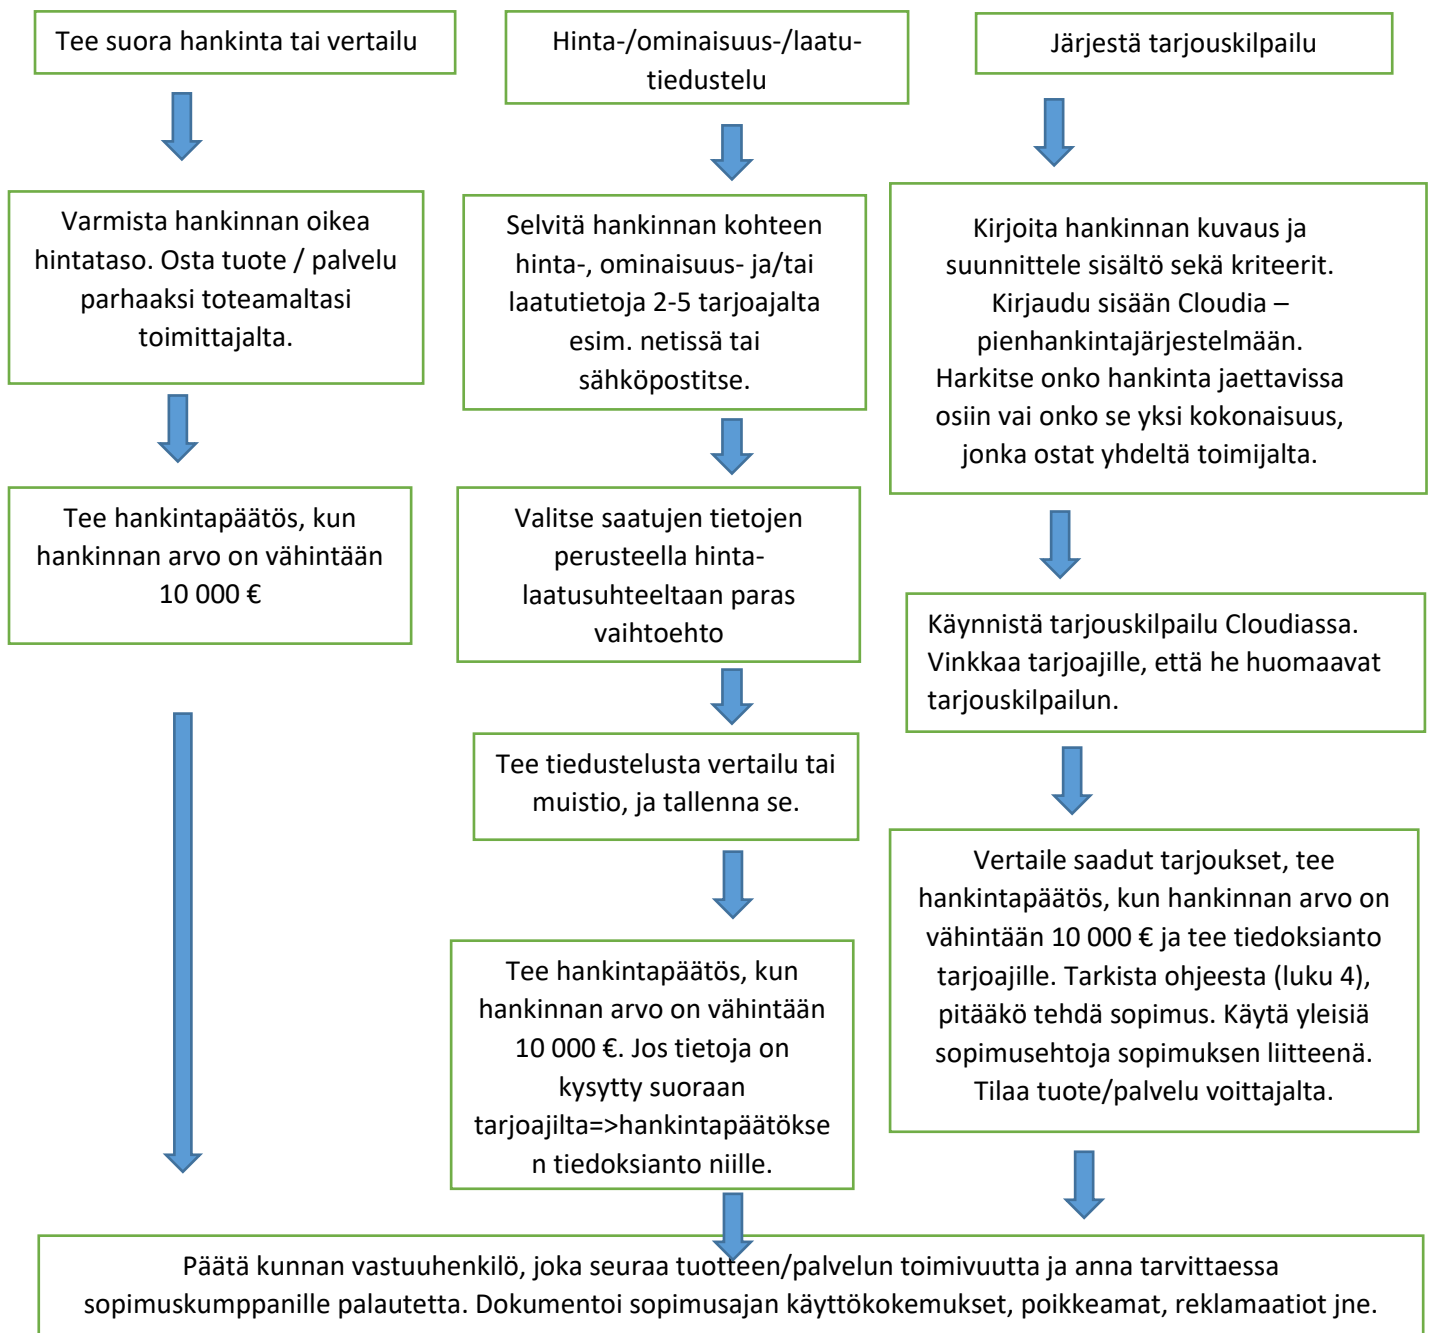 Tee suora hankinta tai vertailu
Varmista hankinnan oikea
hintataso. Osta tuote / palvelu
parhaaksi toteamaltasi
toimittajalta.
Tee hankintapäätös, kun
hankinnan arvo on vähintään
10 000 €
Hinta-/ominaisuus-/laatu-
tiedustelu
Selvitä hankinnan kohteen
hinta-, ominaisuus- ja/tai
laatutietoja 2-5 tarjoajalta
esim. netissä tai
sähköpostitse.
Valitse saatujen tietojen
perusteella hinta-
laatusuhteeltaan paras
vaihtoehto
Tee tiedustelusta vertailu tai
muistio, ja tallenna se.
Tee hankintapäätös, kun
hankinnan arvo on vähintään
10 000 €. Jos tietoja on
kysytty suoraan
tarjoajilta=>hankintapäätökse
n tiedoksianto niille.
Järjestä tarjouskilpailu
Kirjoita hankinnan kuvaus ja
suunnittele sisältö sekä kriteerit.
Kirjaudu sisään Cloudia –
pienhankintajärjestelmään.
Harkitse onko hankinta jaettavissa
osiin vai onko se yksi kokonaisuus,
jonka ostat yhdeltä toimijalta.
Käynnistä tarjouskilpailu Cloudiassa.
Vinkkaa tarjoajille, että he huomaavat
tarjouskilpailun.
Vertaile saadut tarjoukset, tee
hankintapäätös, kun hankinnan arvo on
vähintään 10 000 € ja tee tiedoksianto
tarjoajille. Tarkista ohjeesta (luku 4),
pitääkö tehdä sopimus. Käytä yleisiä
sopimusehtoja sopimuksen liitteenä.
Tilaa tuote/palvelu voittajalta.
Päätä kunnan vastuuhenkilö, joka seuraa tuotteen/palvelun toimivuutta ja anna tarvittaessa
sopimuskumppanille palautetta. Dokumentoi sopimusajan käyttökokemukset, poikkeamat, reklamaatiot jne.